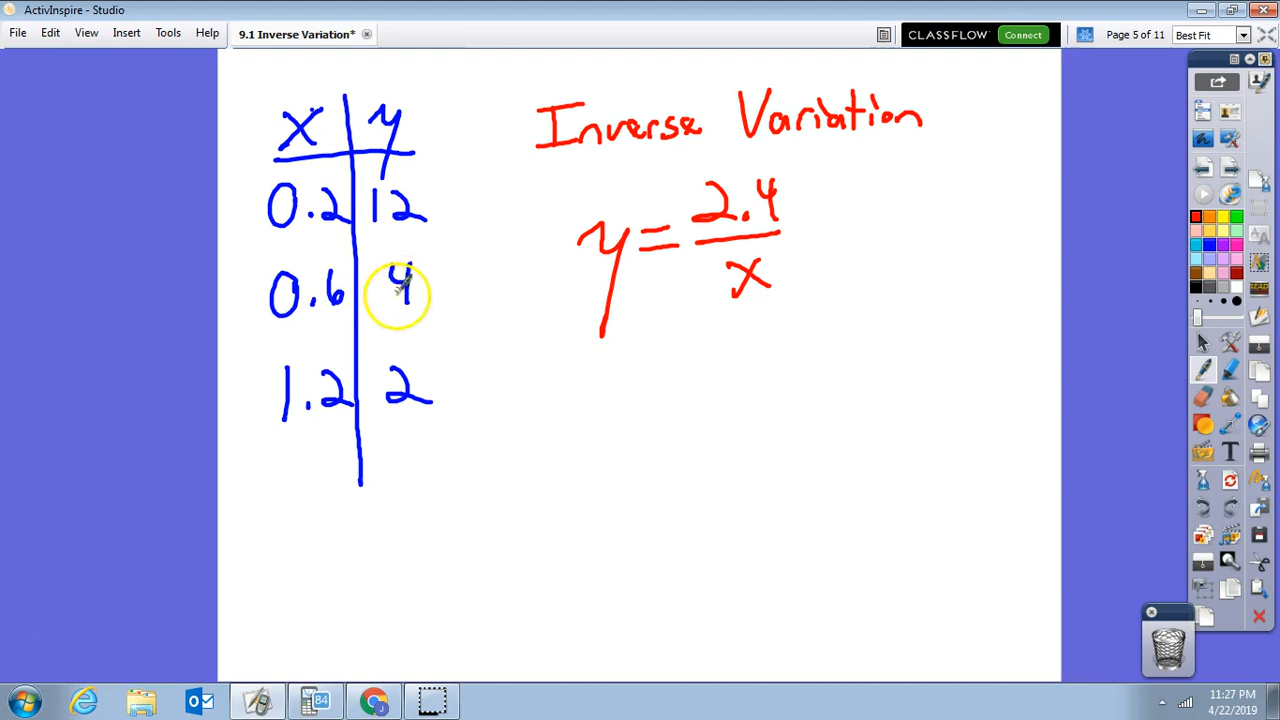 ActivInspire - Studio
File Edit View Insert Tools Help
9.1 Inverse Variation*
CLASSFLOW Connect
Page 5 of 11
Best Fit
x y
0.2 12
0.6 4
1.2 2
Inverse Variation
y = 2.4
x
84
11:27 PM
4/22/2019